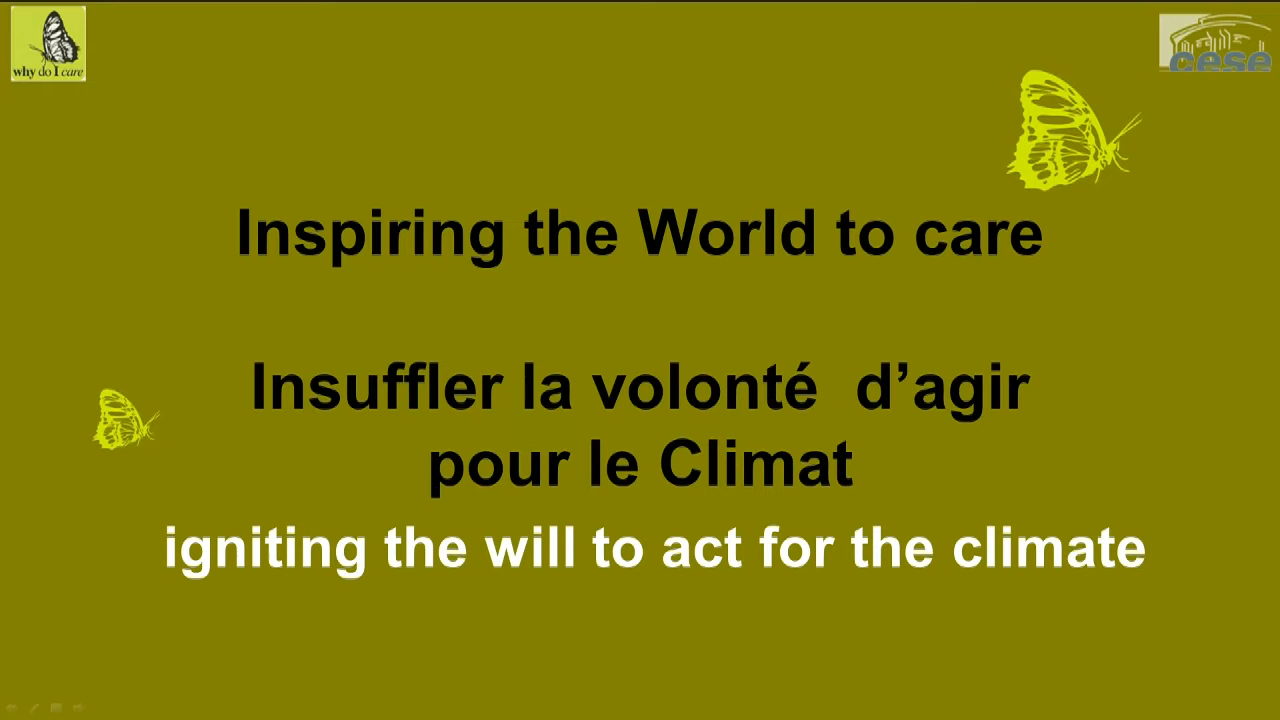 why do I care
cese
Inspiring the World to care
Insuffler la volonté d’agir
pour le Climat
igniting the will to act for the climate